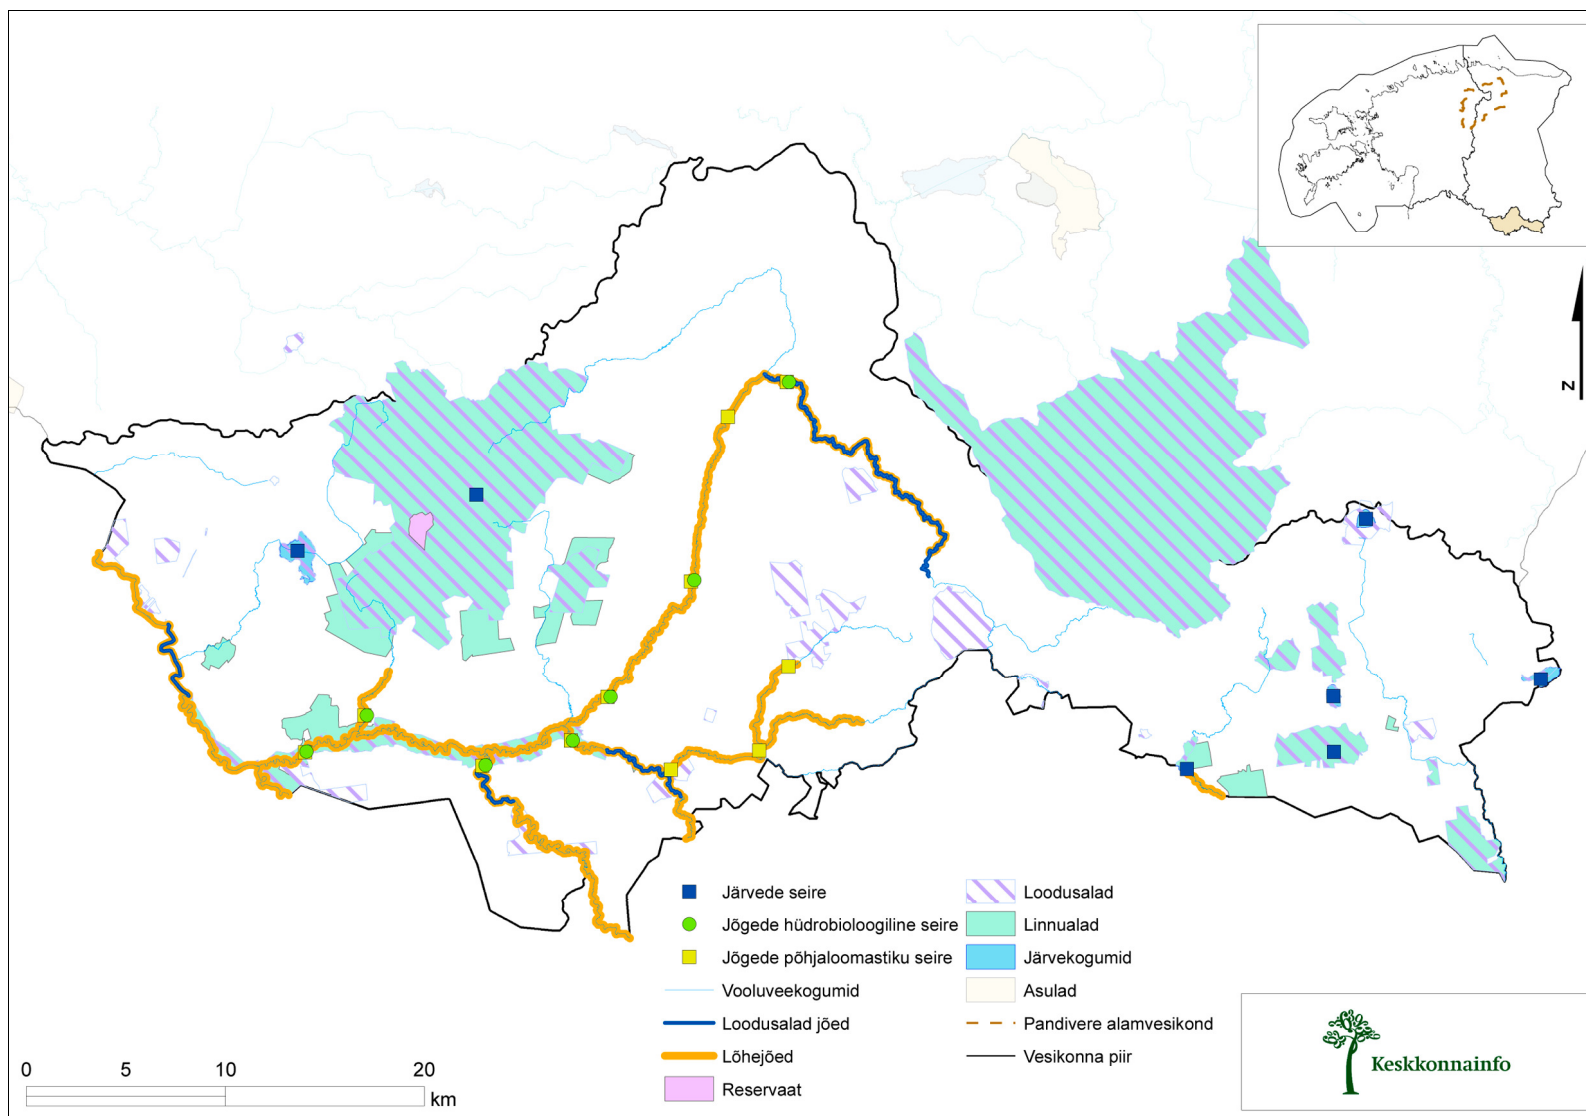 N
Järvede seire
Jõgede hüdrobioloogiline seire
Jõgede põhjaloomastiku seire
Vooluveekogumid
Loodusalad jõed
Lõhejõed
Reservaat
Loodusalad
Linnualad
Järvekogumid
Asulad
Pandivere alamvesikond
Vesikonna piir
0 5 10 20
km
Keskkonnainfo